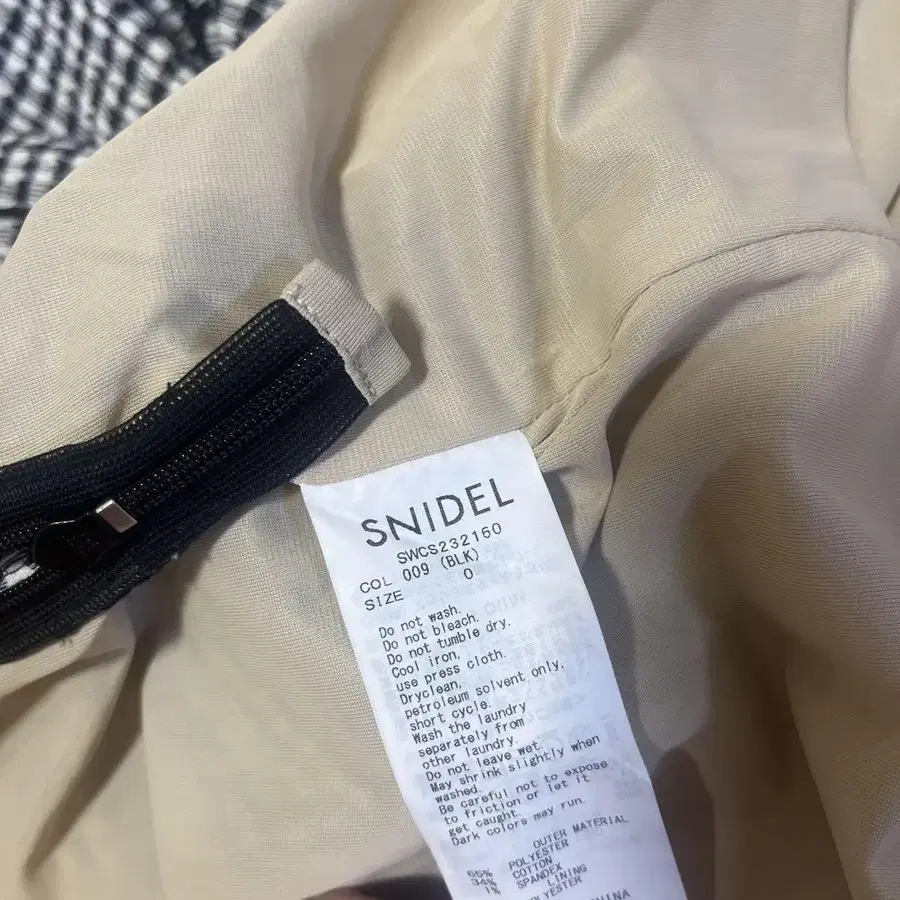 SNIDEL
SWCS232160
COL 009 (BLK)
SIZE 0
Do not wash.
Do not bleach.
Do not tumble dry.
Cool iron,
use press cloth.
Dryclean,
petroleum solvent only,
short cycle.
Wash the laundry
separately from
other laundry.
Do not leave wet.
May shrink slightly when
washed.
Be careful not to expose
to friction or let it
get caught.
Dark colors may run.
OUTER MATERIAL
65% POLYESTER
34% COTTON
1% SPANDEX
LINING
POLYESTER